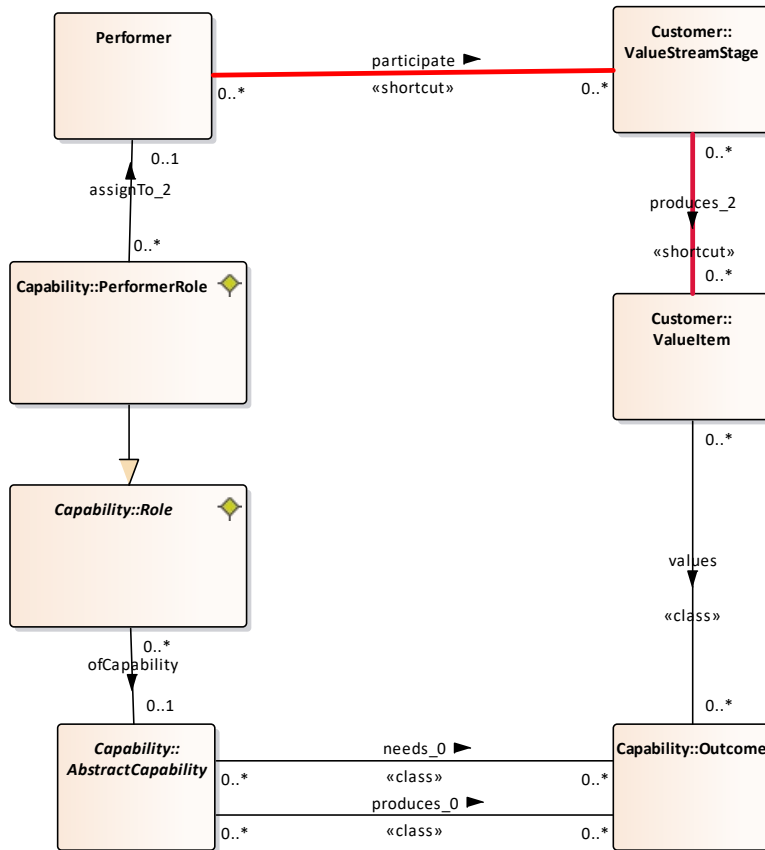 Performer
Customer::
ValueStreamStage
participate
0..*
«shortcut»
0..*
0..1
assignTo_2
0..*
0..*
produces_2
«shortcut»
0..*
Capability::PerformerRole
Customer::
ValueItem
0..*
Capability::Role
values
«class»
0..*
ofCapability
0..1
0..*
Capability::
AbstractCapability
needs_0
0..*
«class»
0..*
produces_0
0..*
«class»
0..*
Capability::Outcome